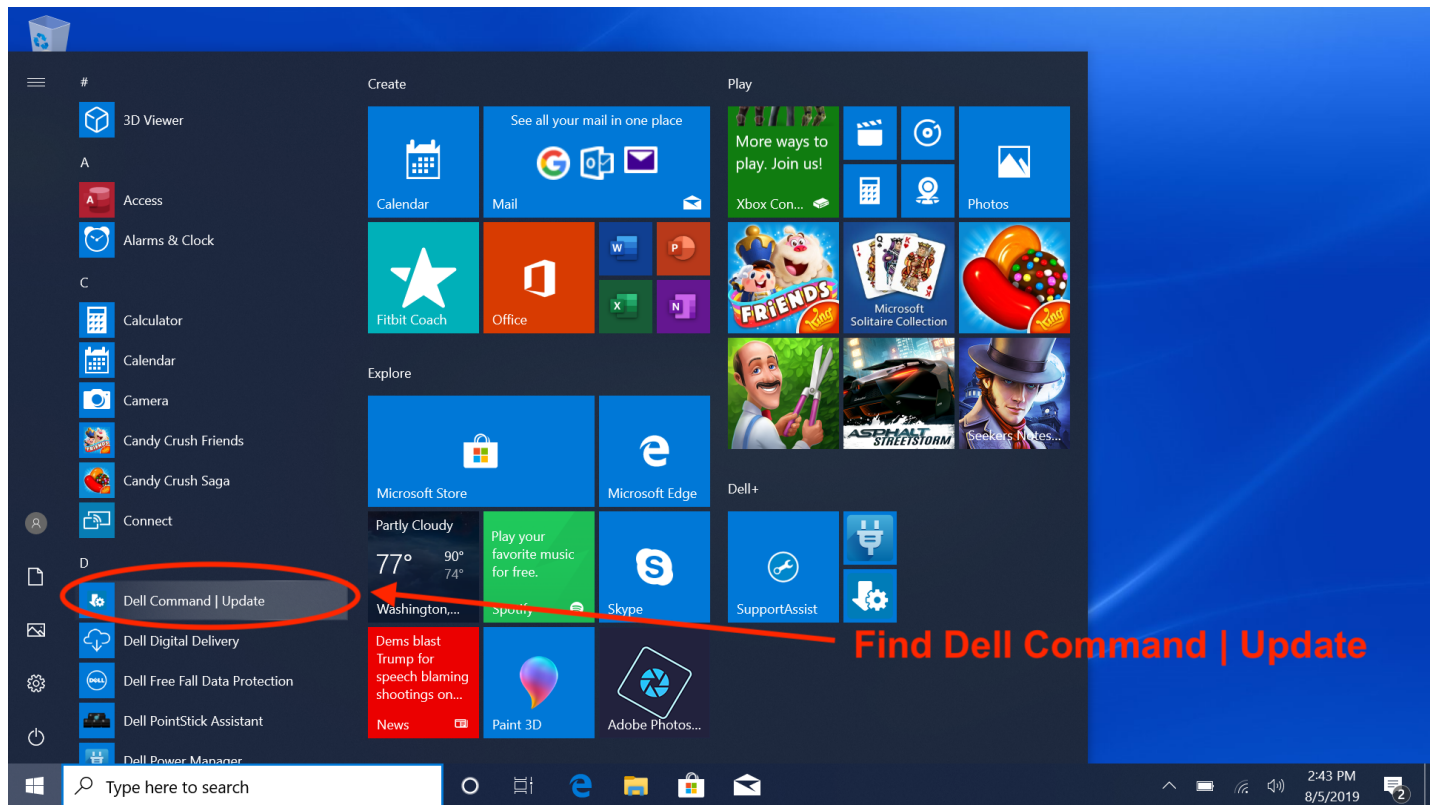 #
3D Viewer
A
Access
Alarms & Clock
C
Calculator
Calendar
Camera
Candy Crush Friends
Candy Crush Saga
Connect
D
Dell Command | Update
Dell Digital Delivery
Dell Free Fall Data Protection
Dell PointStick Assistant
Dell Power Manager
Create
Calendar
See all your mail in one place
Mail
Fitbit Coach
Office
Explore
Microsoft Store
Microsoft Edge
Partly Cloudy
77°
90°
74°
Washington,...
Play your
favorite music
for free.
Spotify
Skype
Dems blast
Trump for
speech blaming
shootings on...
News
Paint 3D
Adobe Photos...
Play
More ways to
play. Join us!
Xbox Con...
Photos
FRIENDS
King
Microsoft
Solitaire Collection
King
ASPHALT
STREETSTORM
Seekers Notes...
Dell+
SupportAssist
Find Dell Command | Update
Type here to search
2:43 PM
8/5/2019
2